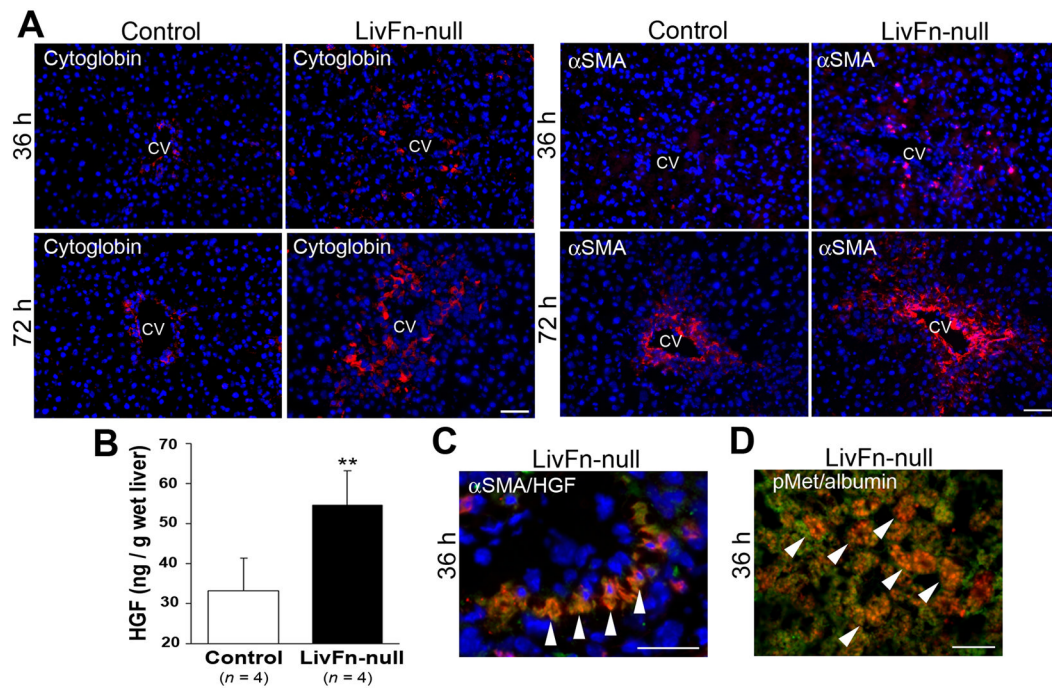 A
Control
LivFn-null
Control
LivFn-null
36 h
Cytoglobin
Cytoglobin
36 h
αSMA
αSMA
CV
CV
CV
CV
72 h
Cytoglobin
Cytoglobin
72 h
αSMA
αSMA
CV
CV
CV
CV
B
HGF (ng / g wet liver)
70
60
50
40
30
20
**
Control
LivFn-null
(n = 4)
(n = 4)
C
LivFn-null
36 h
αSMA/HGF
D
LivFn-null
36 h
pMet/albumin